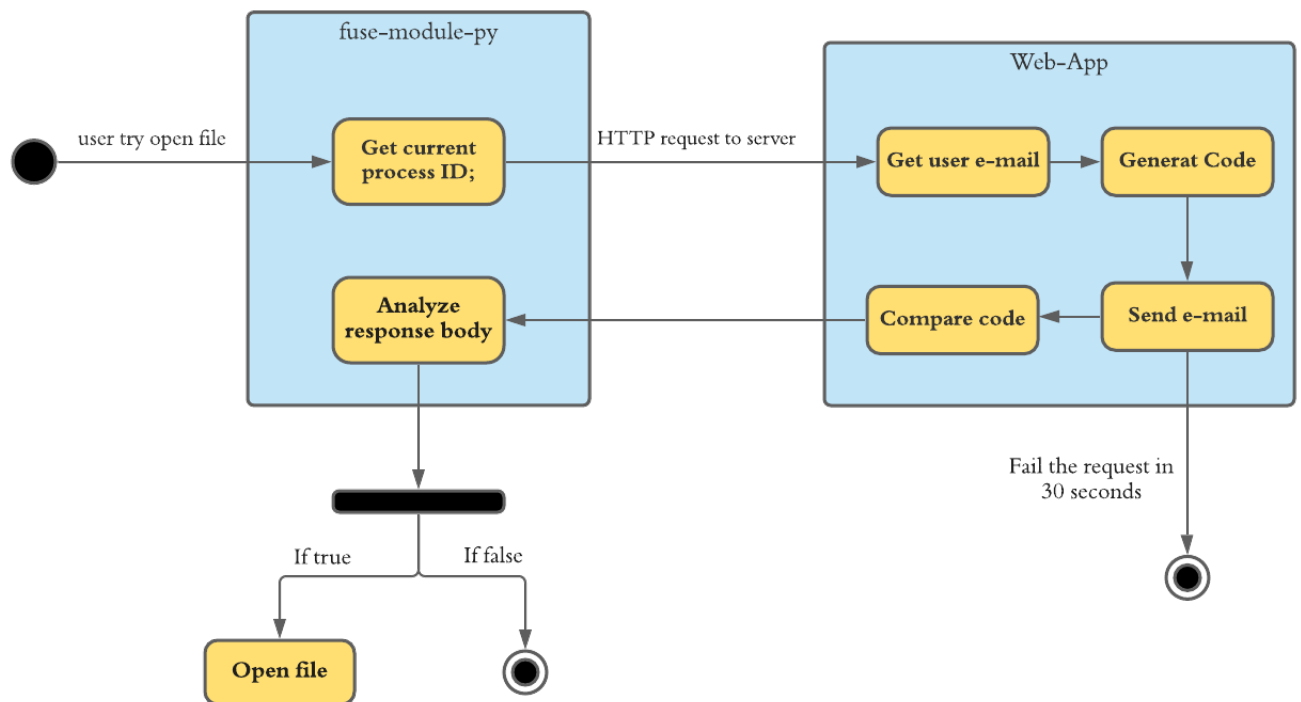 fuse-module-py
Web-App
user try open file
Get current
process ID;
HTTP request to server
Get user e-mail
Generat Code
Analyze
response body
Compare code
Send e-mail
Fail the request in
30 seconds
If true
If false
Open file